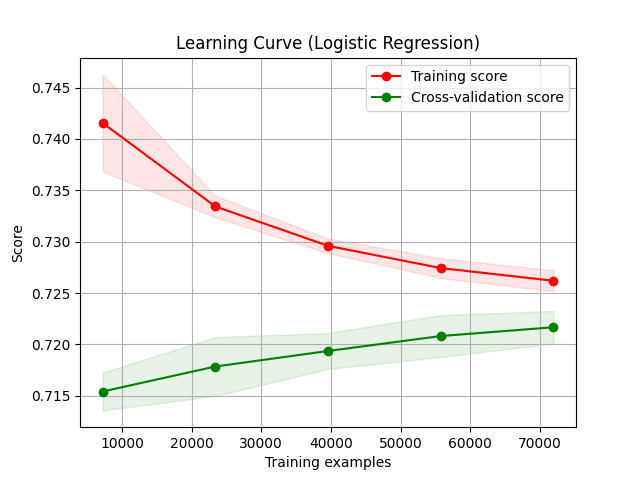 Learning Curve (Logistic Regression)
Training score
Cross-validation score
0.745
0.740
0.735
0.730
0.725
0.720
0.715
Score
10000 20000 30000 40000 50000 60000 70000
Training examples